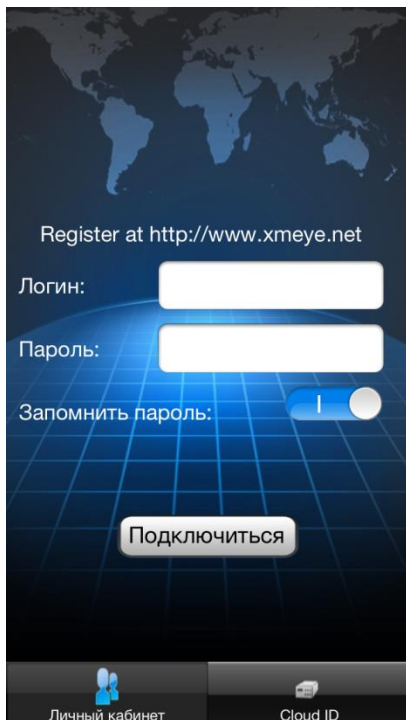 Register at http://www.xmeye.net
Логин:
Пароль:
Запомнить пароль:
Подключиться
Личный кабинет
Cloud ID